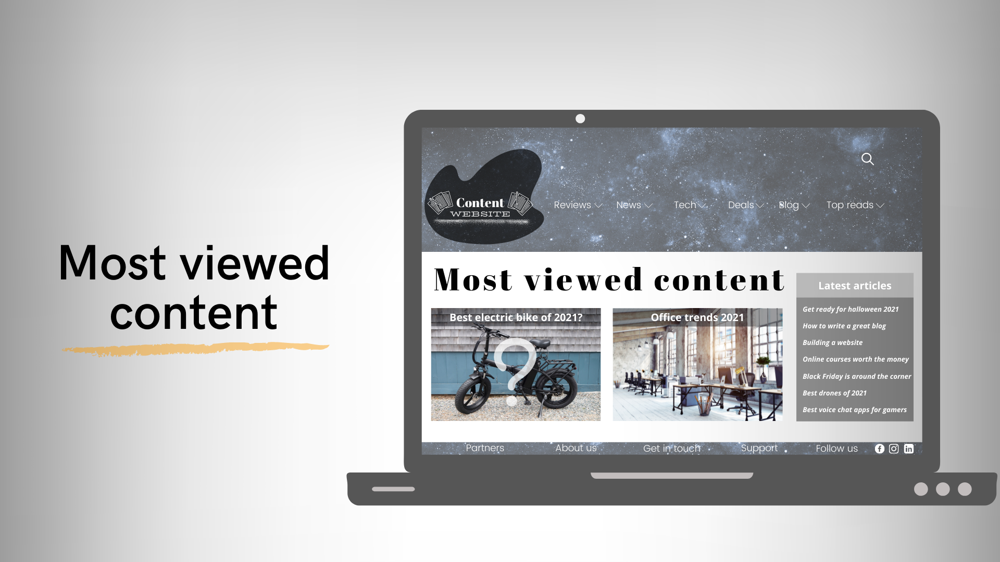 Most viewed
content
Content
WEBSITE
Reviews
News
Tech
Deals
Blog
Top reads
Most viewed content
Best electric bike of 2021?
?
Office trends 2021
Latest articles
Get ready for halloween 2021
How to write a great blog
Building a website
Online courses worth the money
Black Friday is around the corner
Best drones of 2021
Best voice chat apps for gamers
Partners
About us
Get in touch
Support
Follow us